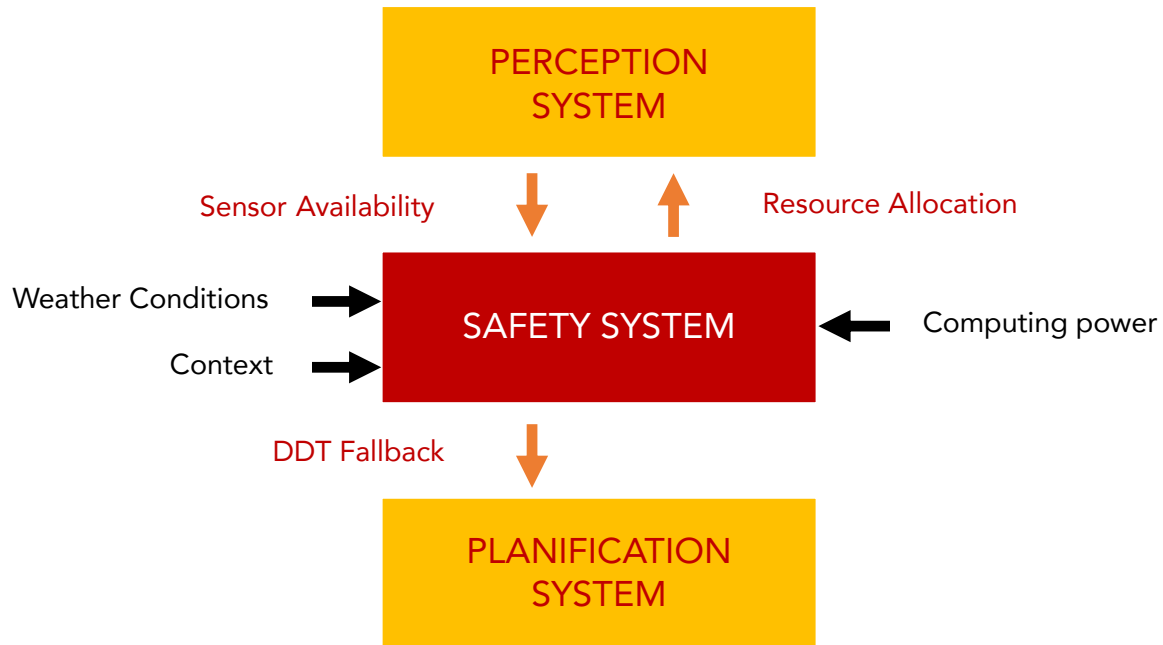 PERCEPTION
SYSTEM
Sensor Availability
Resource Allocation
Weather Conditions
SAFETY SYSTEM
Computing power
Context
DDT Fallback
PLANIFICATION
SYSTEM